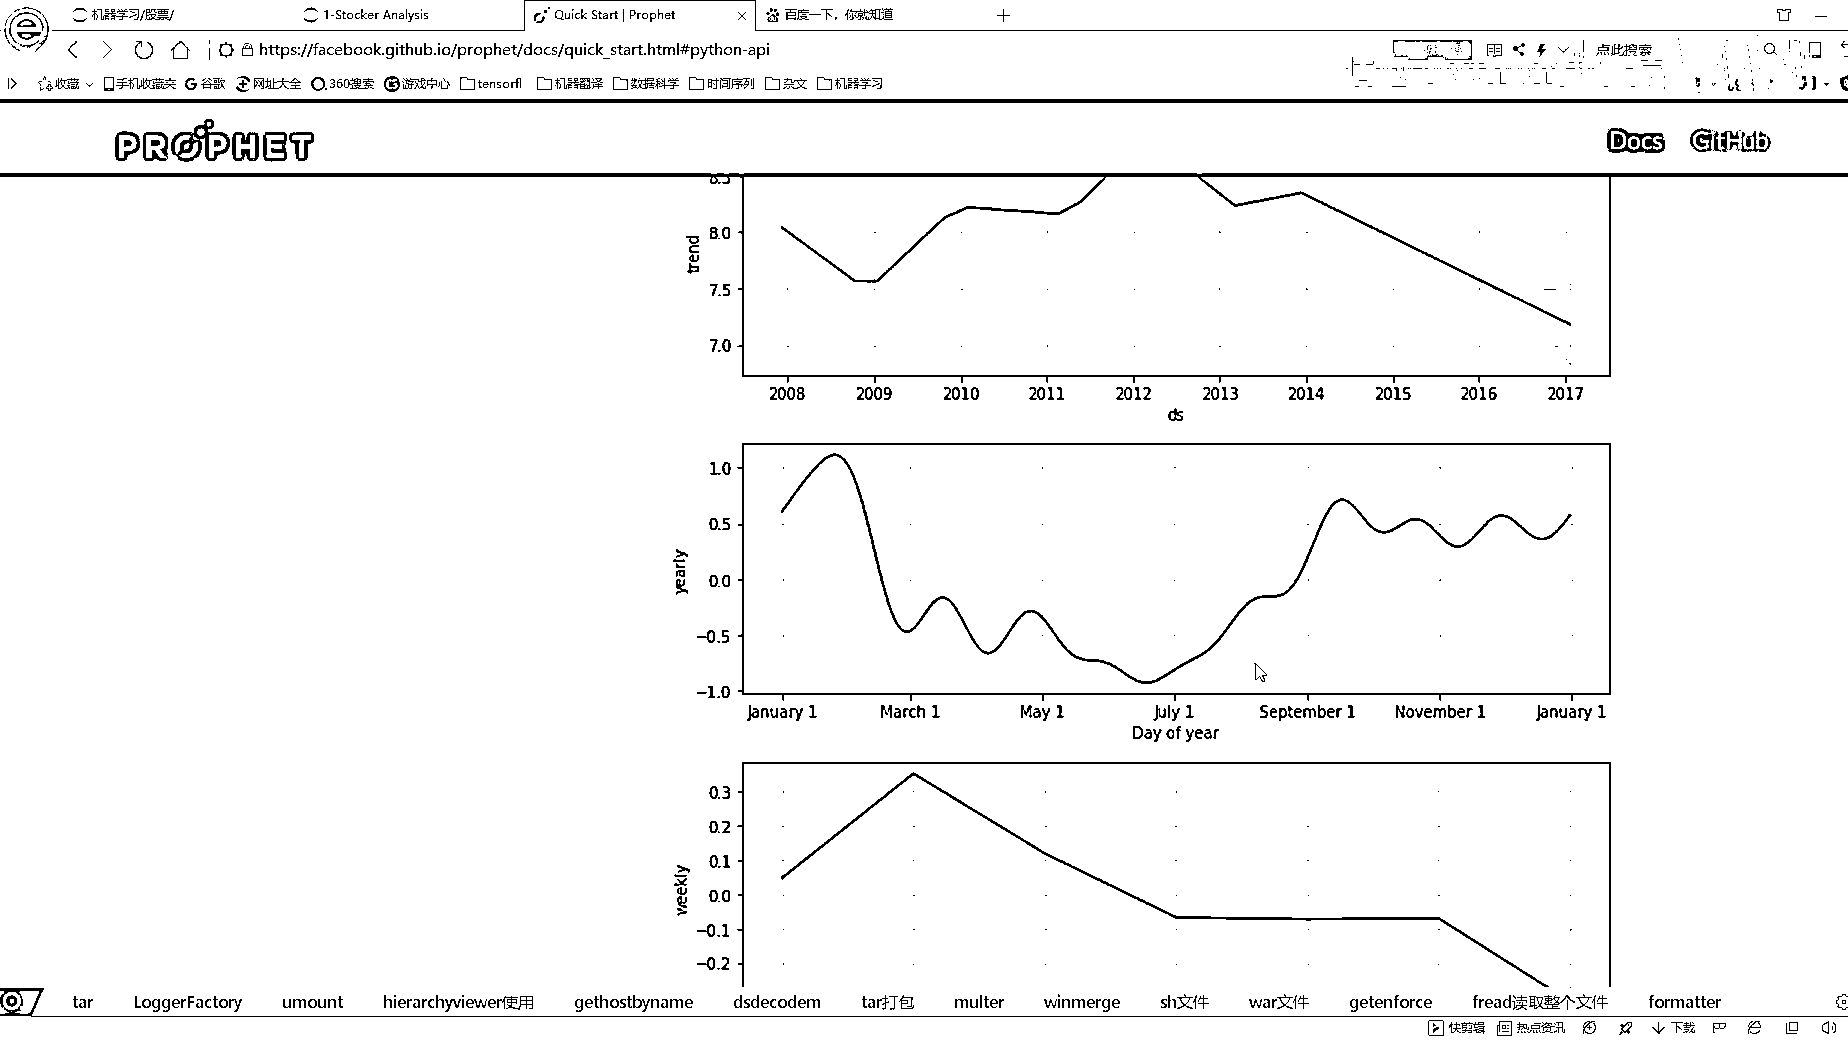 机器学习/股票/ 1-Stocker Analysis Quick Start | Prophet 百度一下，你就知道
https://facebook.github.io/prophet/docs/quick_start.html#python-api 点此搜索
收藏 手机收藏夹 谷歌 网址大全 360搜索 游戏中心 tensorfl 机器翻译 数据科学 时间序列 杂文 机器学习
PROPHET Docs GitHub
8.5
8.0
7.5
7.0
trend
2008 2009 2010 2011 2012 2013 2014 2015 2016 2017
ds
1.0
0.5
0.0
−0.5
−1.0
yearly
January 1 March 1 May 1 July 1 September 1 November 1 January 1
Day of year
0.3
0.2
0.1
0.0
−0.1
−0.2
weekly
tar LoggerFactory umount hierarchyviewer使用 gethostbyname dsdecodem tar打包 multer winmerge sh文件 war文件 getenforce fread读取整个文件 formatter
快剪辑 热点资讯 下载